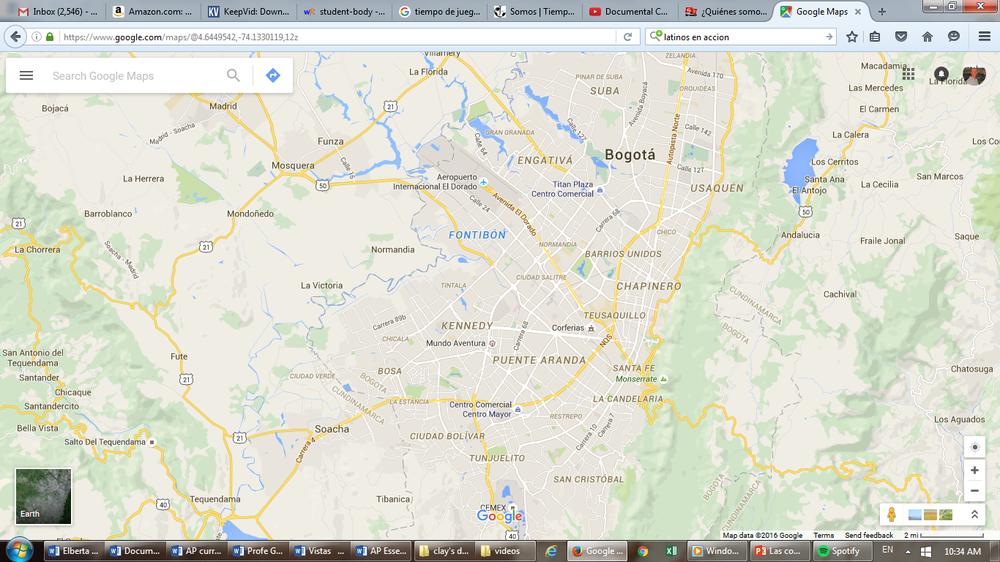 Inbox (2,546) - ...
Amazon.com: ...
KeepVid: Down...
student-body -...
tiempo de jueg...
Somos | Tiemp...
Documental C...
¿Quiénes somo...
Google Maps
https://www.google.com/maps/@4.6449542,-74.1330119,12z
latinos en accion
Search Google Maps
Villamery
La Florida
ZELANDIA
Avenida 170
PINAR DE SUBA
SUBA
ORQUIDEAS
Avenida Boyacá
Macadamia
La Florida
Las Mercedes
El Carmen
Bojacá
Madrid
21
Madrid - Soacha
Funza
GRAN GRANADA
Calle 127
Calle 142
Autopista Norte
La Calera
Calle 64
Bogotá
Mosquera
Calle 16
ENGATIVÁ
Calle 127
Los Cerritos
La Herrera
50
Aeropuerto
Internacional El Dorado
Titan Plaza
Centro Comercial
USAQUÉN
Santa Ana
El Antojo
La Cecilia
San Marcos
Los Co
Calle 24
Avenida El Dorado
Carrera 68
50
Barroblanco
Mondoñedo
21
FONTIBÓN
CHICO
Andalucia
Fraile Jonal
Saque
NORMANDIA
La Chorrera
Soacha - Madrid
21
Normandia
BARRIOS UNIDOS
La Victoria
TINTALA
CIUDAD SALITRE
CHAPINERO
Cachival
CUNDINAMARCA
BOGOTA
TEUSAQUILLO
Carrera 89b
KENNEDY
Carrera 68
Corferias
CHICALA
Mundo Aventura
NQS
San Antonio del
Tequendama
Fute
PUENTE ARANDA
SANTA FE
Monserrate
Chatosuga
Santander
21
CIUDAD VERDE
BOGOTA
CUNDINAMARCA
BOSA
Chicaque
Santandercito
LA ESTANCIA
Centro Comercial
Centro Mayor
LA CANDELARIA
Bella Vista
Soacha
RESTREPO
Carrera 7
Los Aguados
Salto Del Tequendama
21
Carrera 4
CIUDAD BOLÍVAR
Carrera 10
TUNJUELITO
SAN CRISTÓBAL
BOGOTA
CUNDINAMARCA
Tequendama
40
Tibanica
CEMEX
Google
40
Earth
Map data ©2016 Google
Terms
Send feedback
2 mi
Elberta ...
Docum...
AP curr...
Profe G...
Vistas ...
AP Esse...
clay's d...
videos
Google ...
Windo...
Las co...
Spotify
EN
10:34 AM